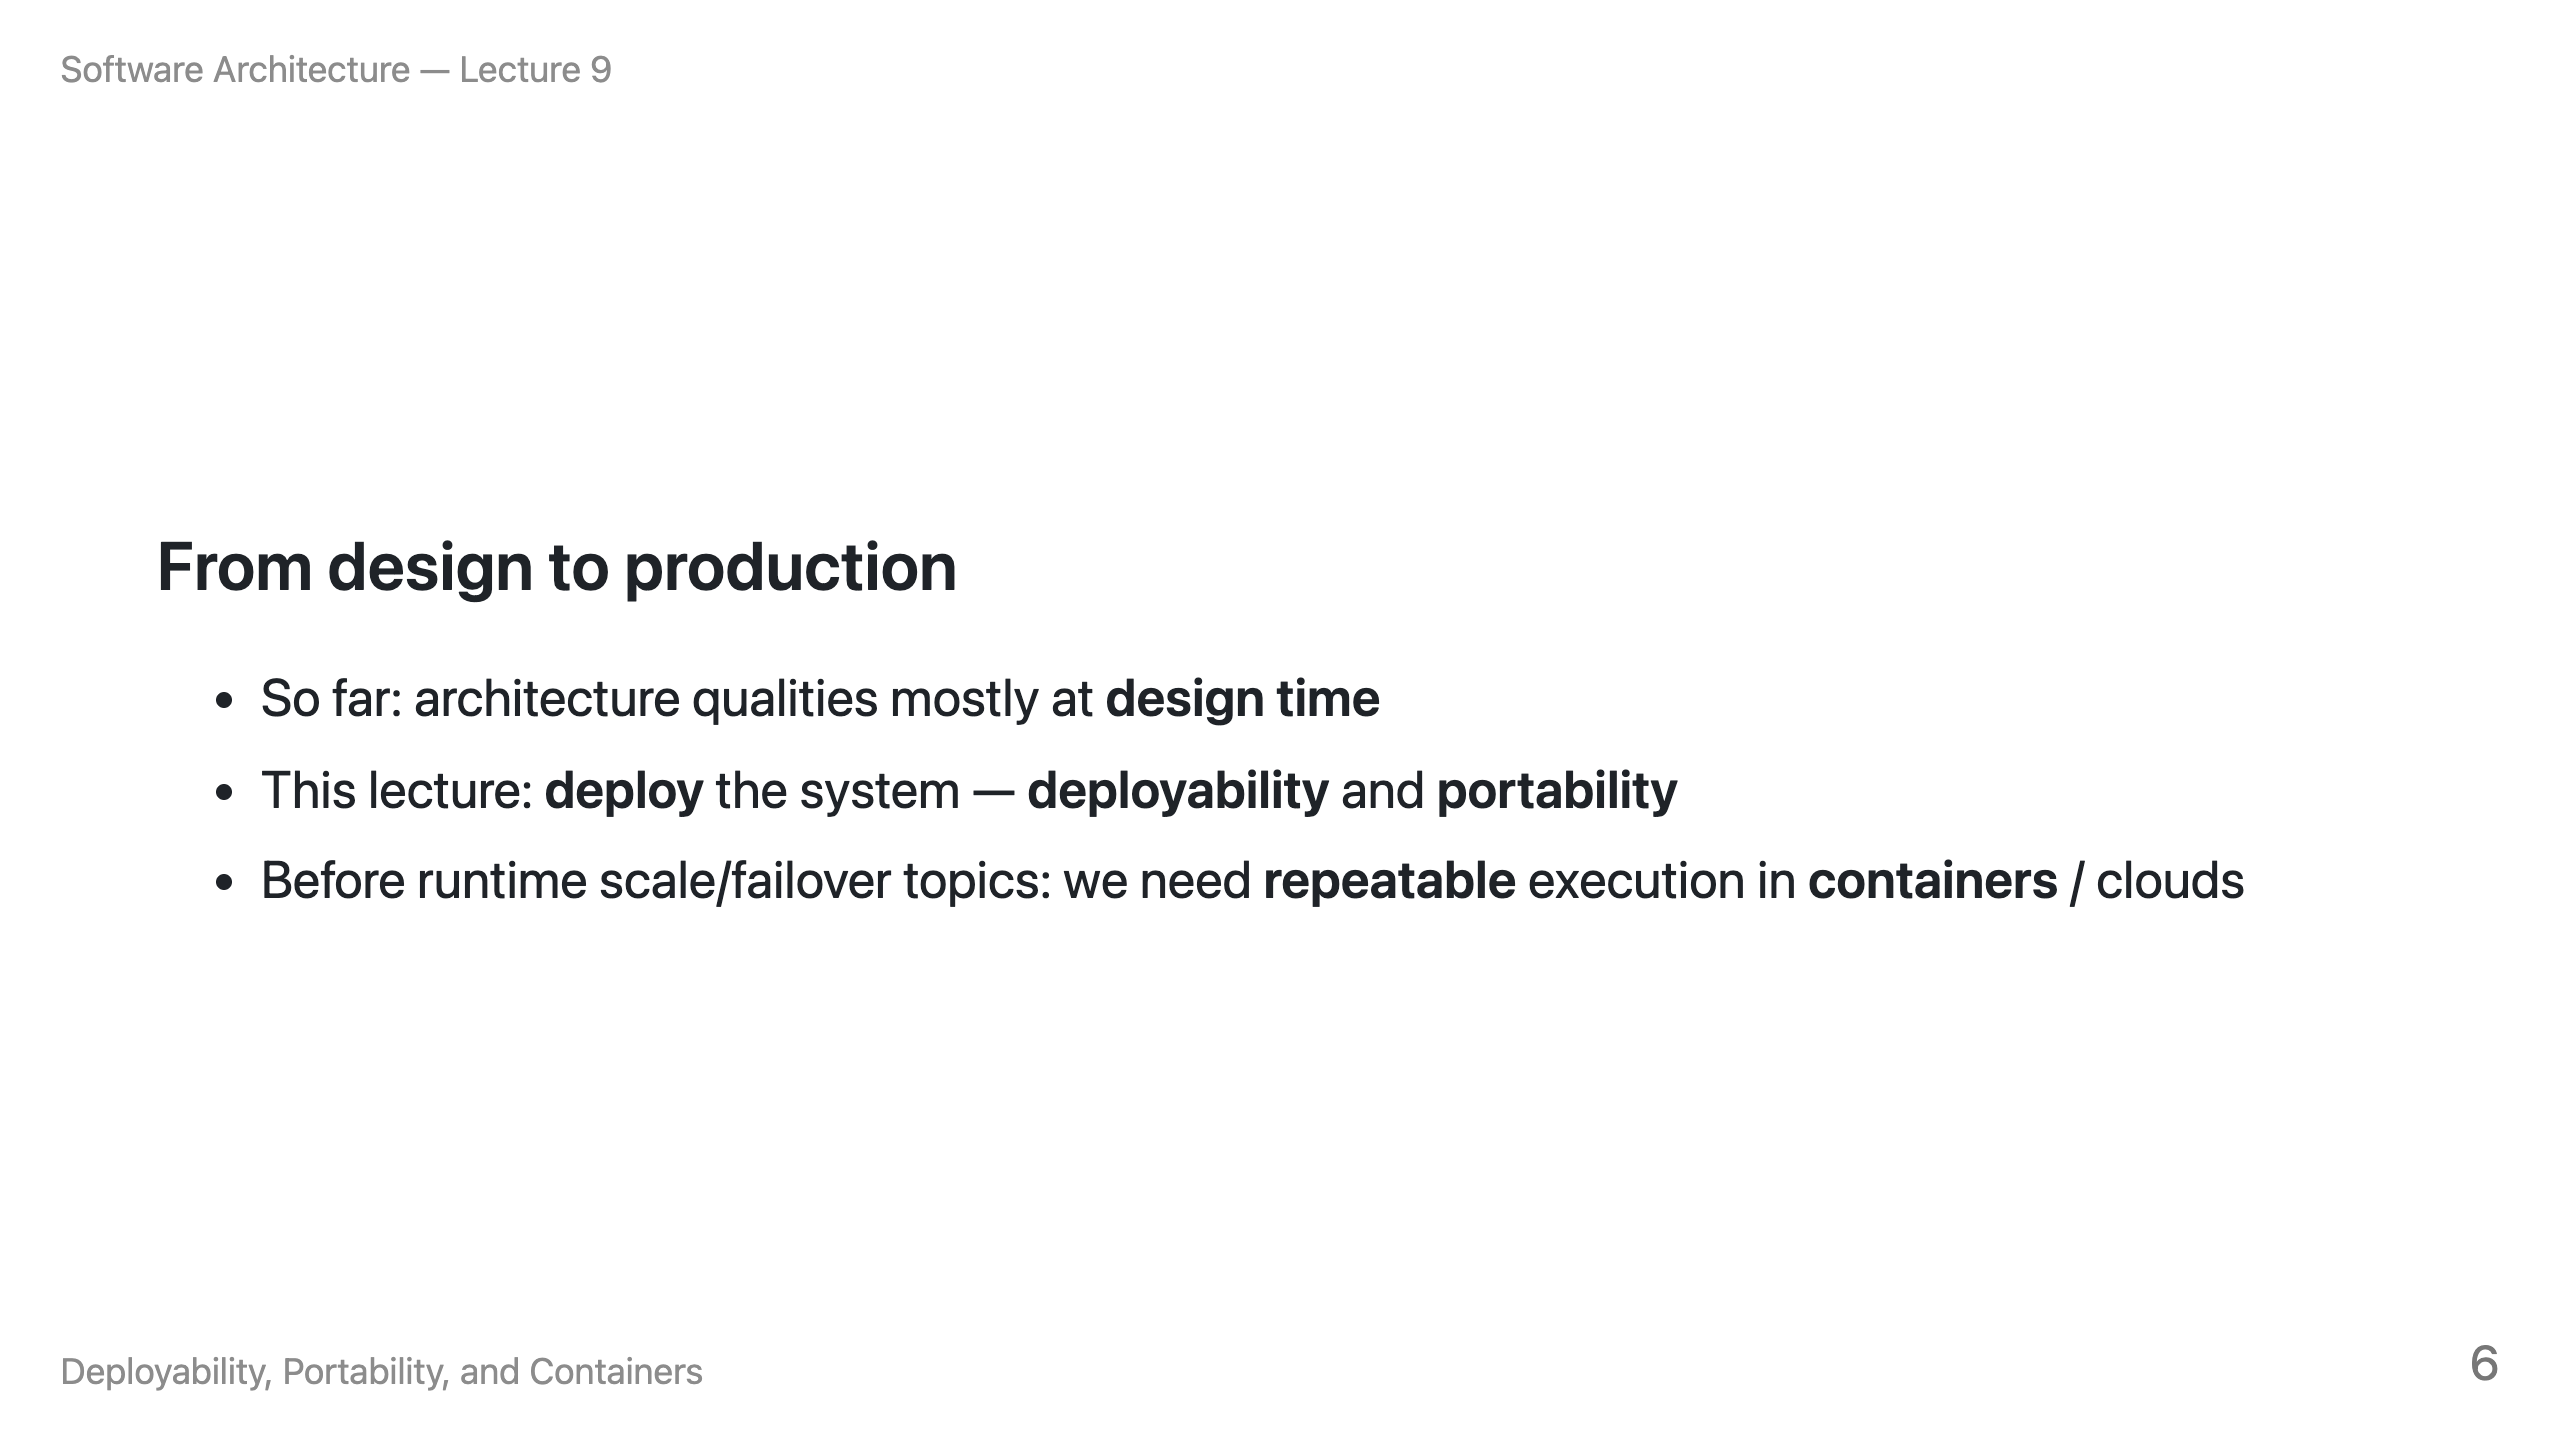 Software Architecture — Lecture 9
From design to production
• So far: architecture qualities mostly at design time
• This lecture: deploy the system — deployability and portability
• Before runtime scale/failover topics: we need repeatable execution in containers / clouds
Deployability, Portability, and Containers
6